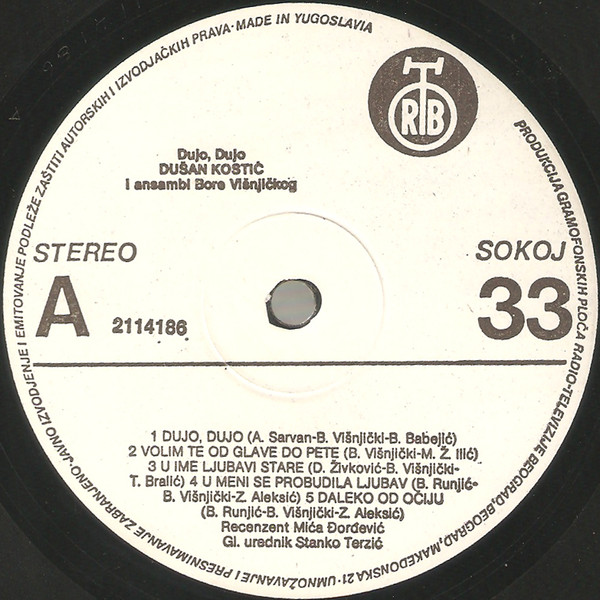 PRODUKCIJA GRAMOFONSKIH PLOČA RADIO-TELEVIZIJE BEOGRAD, BEOGRAD, MAKEDONSKA 21 · UMNOŽAVANJE I PRESNIMAVANJE ZABRANJENO · JAVNO IZVODJENJE I EMITOVANJE PODLEŽE ZAŠTITI AUTORSKIH I IZVODJAČKIH PRAVA · MADE IN YUGOSLAVIA
RTB
Dujo, Dujo
DUŠAN KOSTIĆ
i ansambl Bore Višnjičkog
STEREO
SOKOJ
A
2114186
33
1 DUJO, DUJO (A. Sarvan-B. Višnjički-B. Babejić)
2 VOLIM TE OD GLAVE DO PETE (B. Višnjički-M. Ž. Ilić)
3 U IME LJUBAVI STARE (D. Živković-B. Višnjički-
T. Bralić) 4 U MENI SE PROBUDILA LJUBAV (B. Runjić-
B. Višnjički-Z. Aleksić) 5 DALEKO OD OČIJU
(B. Runjić-B. Višnjički-Z. Aleksić)
Recenzent Mića Đorđević
Gl. urednik Stanko Terzić